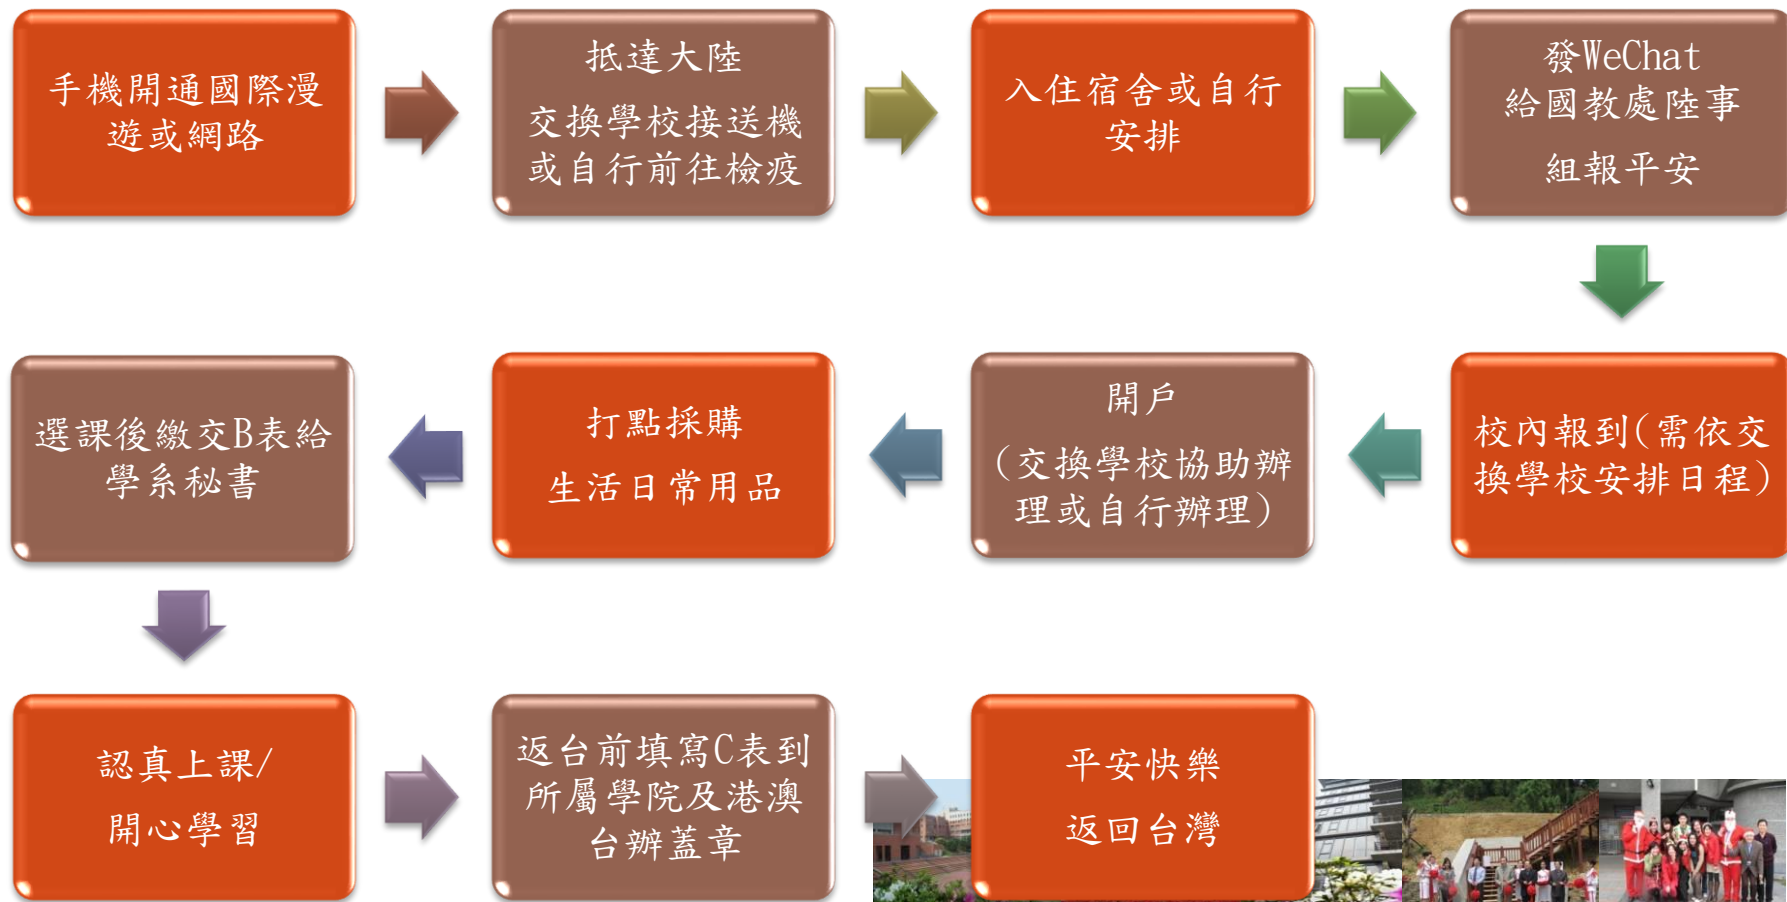 手機開通國際漫
遊或網路
抵達大陸
交換學校接送機
或自行前往檢疫
入住宿舍或自行
安排
發WeChat
給國教處陸事
組報平安
校內報到(需依交
換學校安排日程)
開戶
(交換學校協助辦
理或自行辦理)
打點採購
生活日常用品
選課後繳交B表給
學系秘書
認真上課/
開心學習
返台前填寫C表到
所屬學院及港澳
台辦蓋章
平安快樂
返回台灣